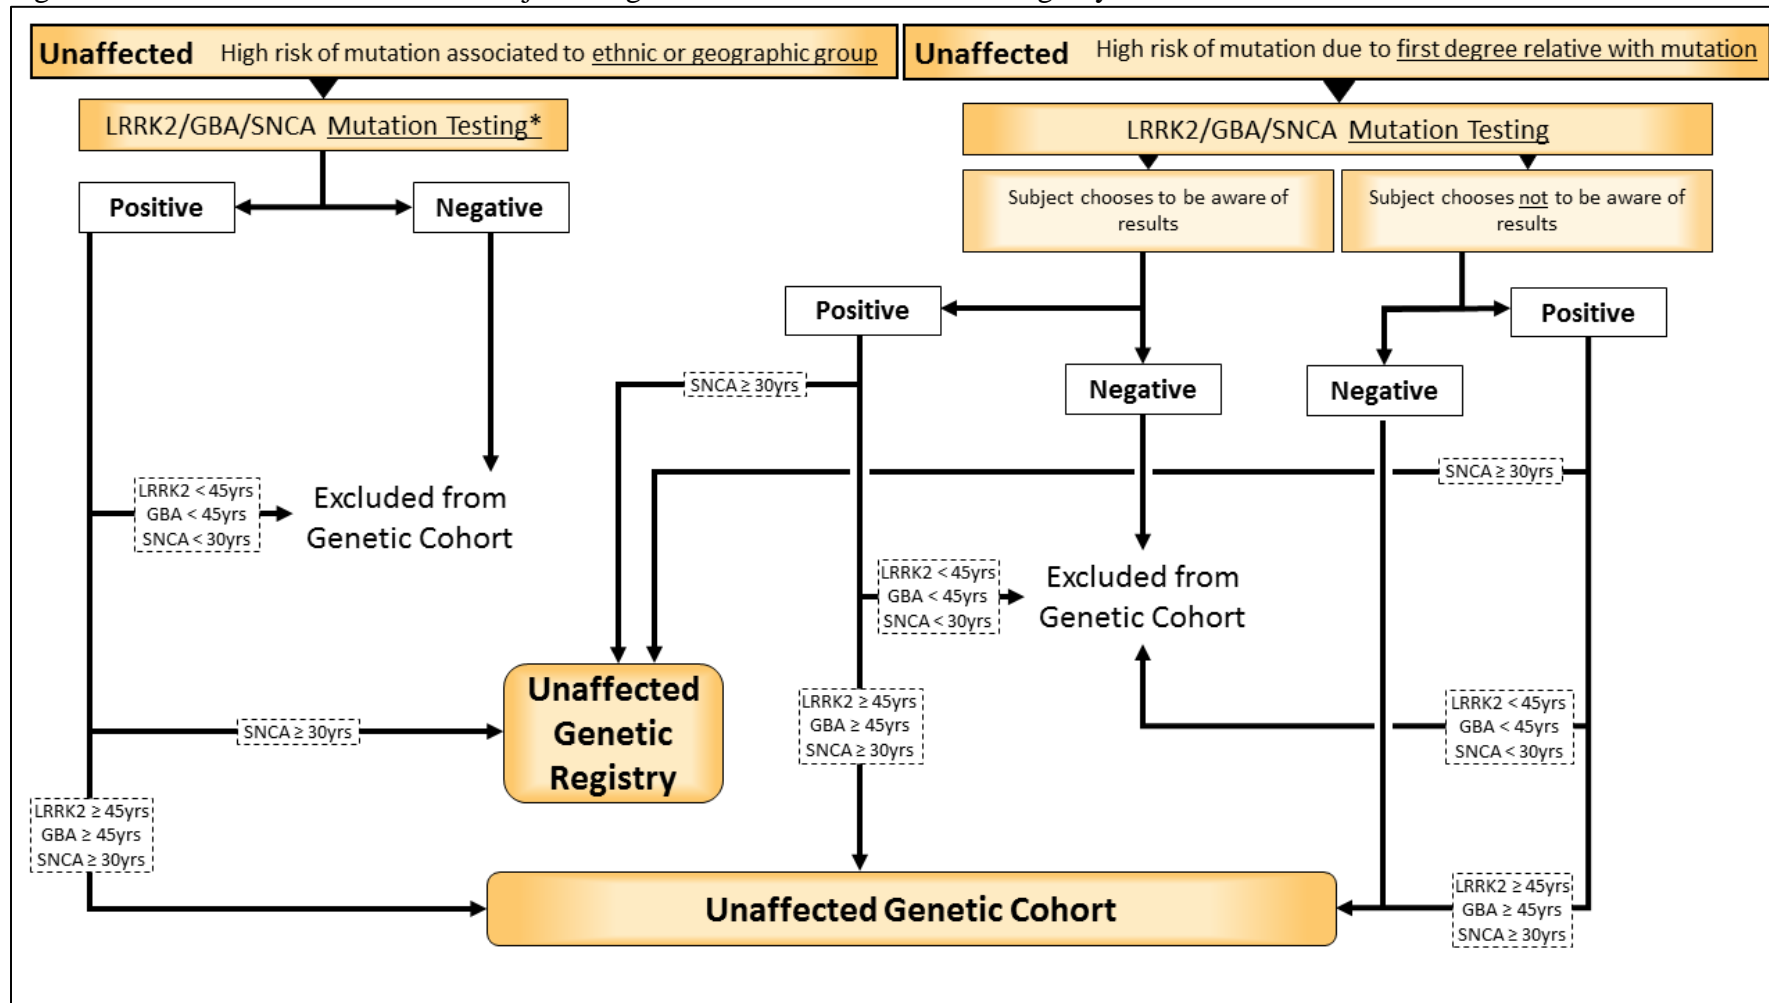 Unaffected High risk of mutation associated to ethnic or geographic group
Unaffected High risk of mutation due to first degree relative with mutation
LRRK2/GBA/SNCA Mutation Testing*
LRRK2/GBA/SNCA Mutation Testing
Positive
Negative
Subject chooses to be aware of
results
Subject chooses not to be aware of
results
Positive
Negative
Negative
Positive
SNCA ≥ 30yrs
SNCA ≥ 30yrs
LRRK2 < 45yrs
GBA < 45yrs
SNCA < 30yrs
Excluded from
Genetic Cohort
LRRK2 < 45yrs
GBA < 45yrs
SNCA < 30yrs
Excluded from
Genetic Cohort
Unaffected
Genetic
Registry
SNCA ≥ 30yrs
LRRK2 ≥ 45yrs
GBA ≥ 45yrs
SNCA ≥ 30yrs
LRRK2 < 45yrs
GBA < 45yrs
SNCA < 30yrs
LRRK2 ≥ 45yrs
GBA ≥ 45yrs
SNCA ≥ 30yrs
Unaffected Genetic Cohort
LRRK2 ≥ 45yrs
GBA ≥ 45yrs
SNCA ≥ 30yrs